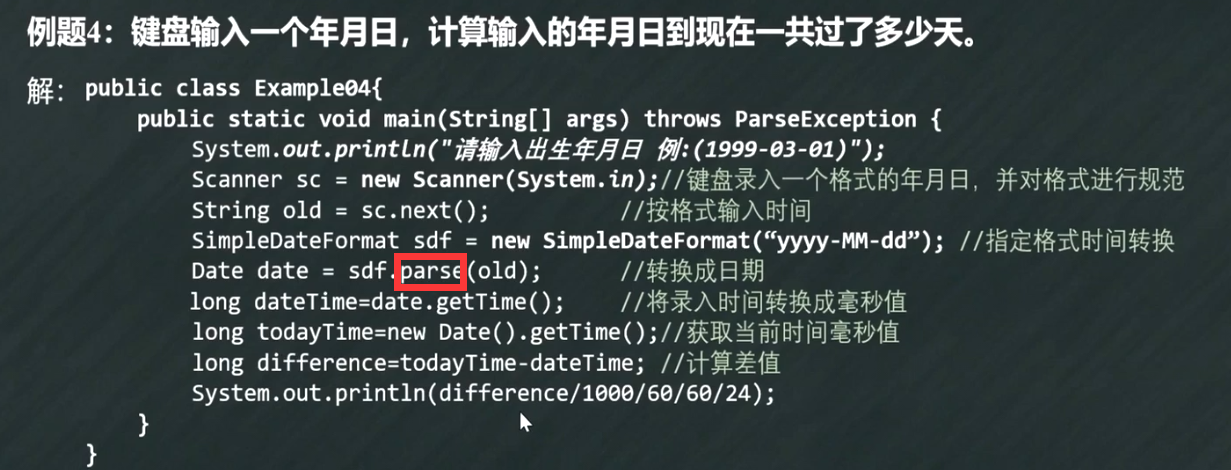 例题4：键盘输入一个年月日，计算输入的年月日到现在一共过了多少天。
解：public class Example04{
public static void main(String[] args) throws ParseException {
System.out.println("请输入出生年月日 例:(1999-03-01)");
Scanner sc = new Scanner(System.in);//键盘录入一个格式的年月日，并对格式进行规范
String old = sc.next(); //按格式输入时间
SimpleDateFormat sdf = new SimpleDateFormat(“yyyy-MM-dd”); //指定格式时间转换
Date date = sdf.parse(old); //转换成日期
long dateTime=date.getTime(); //将录入时间转换成毫秒值
long todayTime=new Date().getTime();//获取当前时间毫秒值
long difference=todayTime-dateTime; //计算差值
System.out.println(difference/1000/60/60/24);
}
}